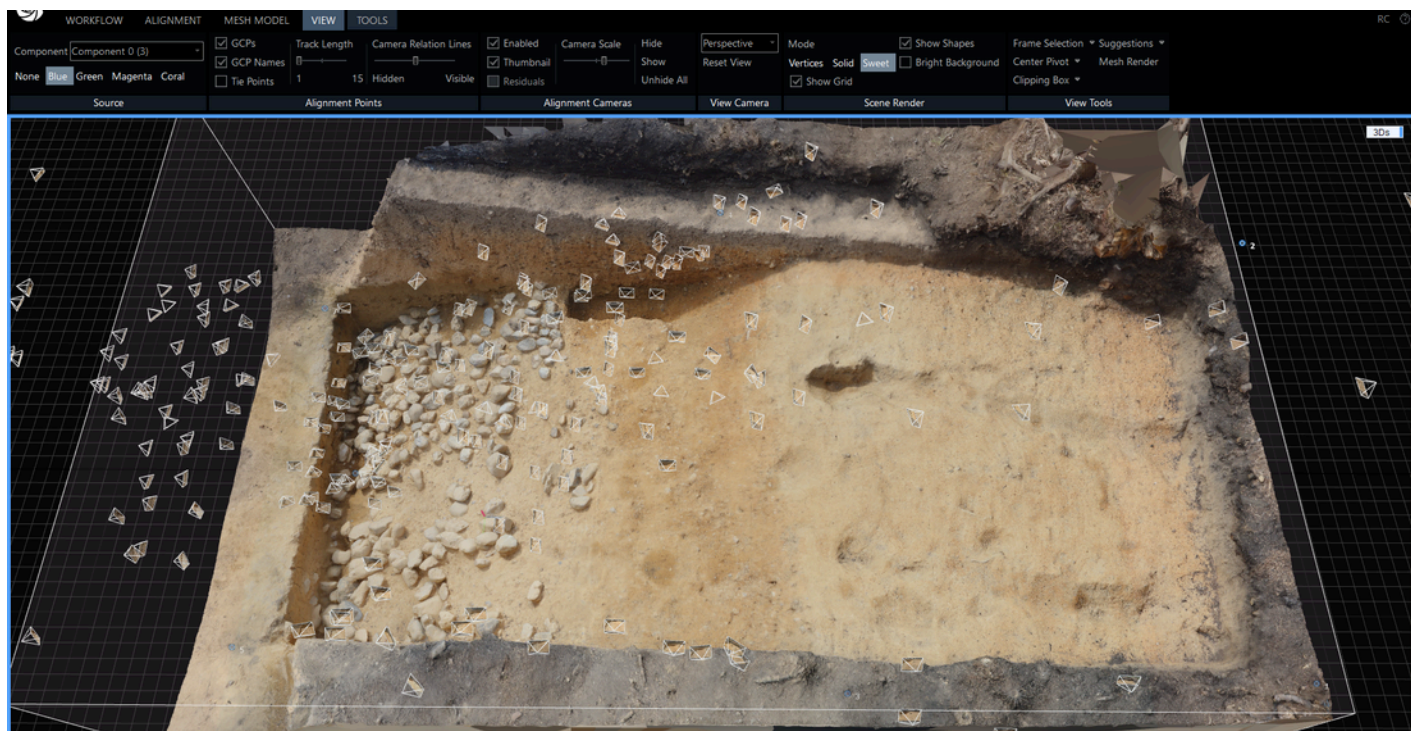 WORKFLOW ALIGNMENT MESH MODEL VIEW TOOLS RC
Component Component 0 (3)
None Blue Green Magenta Coral
Source
GCPs
GCP Names
Tie Points
Track Length
1 15
Camera Relation Lines
Hidden Visible
Alignment Points
Enabled
Thumbnail
Residuals
Camera Scale
Hide
Show
Unhide All
Alignment Cameras
Perspective
Reset View
View Camera
Mode
Vertices Solid Sweet
Show Grid
Show Shapes
Bright Background
Scene Render
Frame Selection
Center Pivot
Clipping Box
Suggestions
Mesh Render
View Tools
3Ds
2